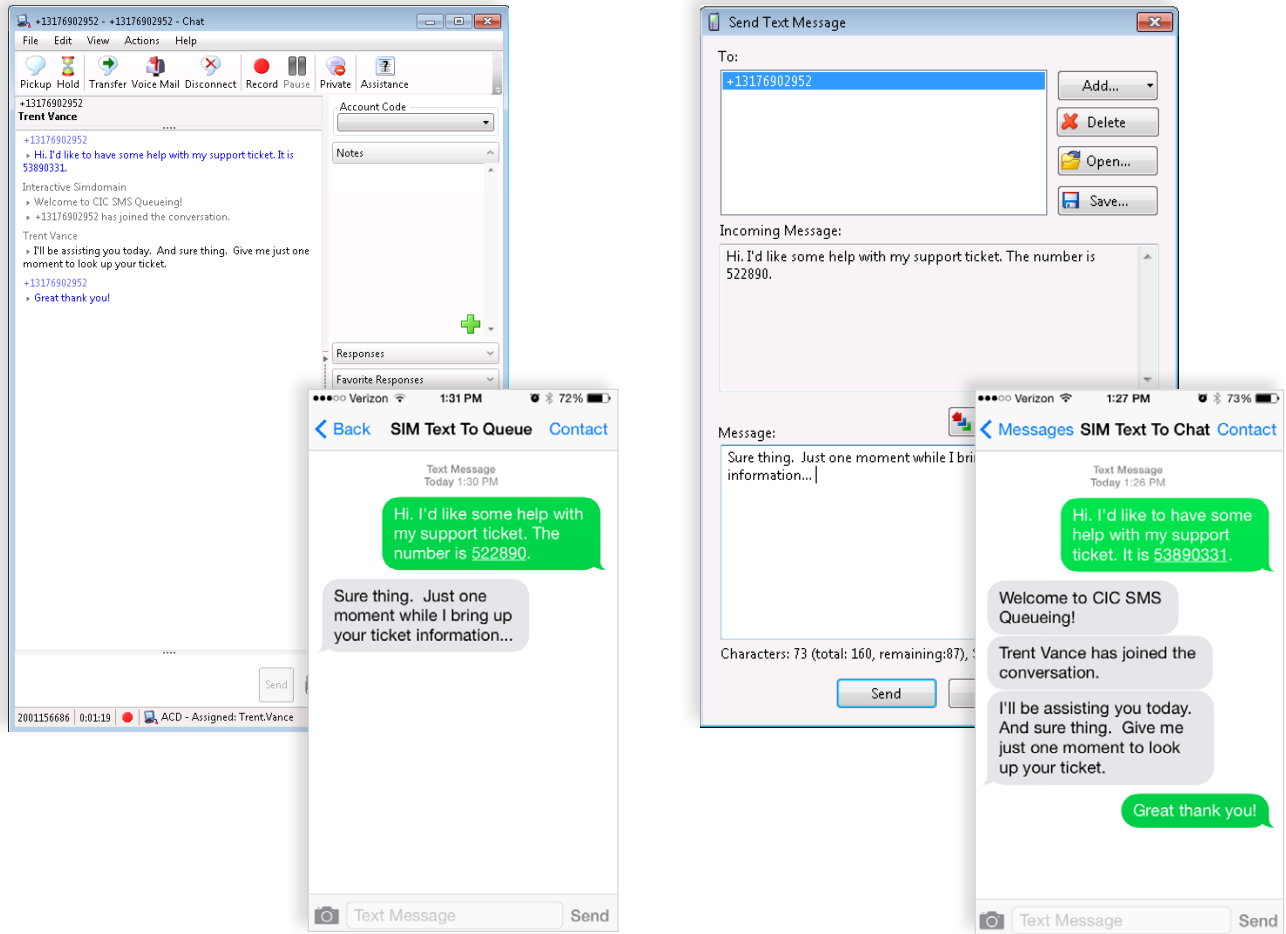 +13176902952 - +13176902952 - Chat
File Edit View Actions Help
Pickup Hold Transfer Voice Mail Disconnect Record Pause Private Assistance
+13176902952
Trent Vance
+13176902952
Hi. I'd like to have some help with my support ticket. It is
53890331.
Interactive Simdomain
Welcome to CIC SMS Queueing!
+13176902952 has joined the conversation.
Trent Vance
I'll be assisting you today.  And sure thing.  Give me just one
moment to look up your ticket.
+13176902952
Great thank you!
Account Code
Notes
Responses
Favorite Responses
Send
2001156686 0:01:19 ACD - Assigned: Trent.Vance
Verizon 1:31 PM 72%
Back SIM Text To Queue Contact
Text Message
Today 1:30 PM
Hi. I'd like some help with
my support ticket. The
number is 522890.
Sure thing.  Just one
moment while I bring up
your ticket information...
Text Message Send
Send Text Message
To:
+13176902952
Add...
Delete
Open...
Save...
Incoming Message:
Hi. I'd like some help with my support ticket. The number is
522890.
Message:
Sure thing.  Just one moment while I bri
information...
Characters: 73 (total: 160, remaining:87),
Send
Verizon 1:27 PM 73%
Messages SIM Text To Chat Contact
Text Message
Today 1:26 PM
Hi. I'd like to have some
help with my support
ticket. It is 53890331.
Welcome to CIC SMS
Queueing!
Trent Vance has joined the
conversation.
I'll be assisting you today.
And sure thing.  Give me
just one moment to look
up your ticket.
Great thank you!
Text Message Send